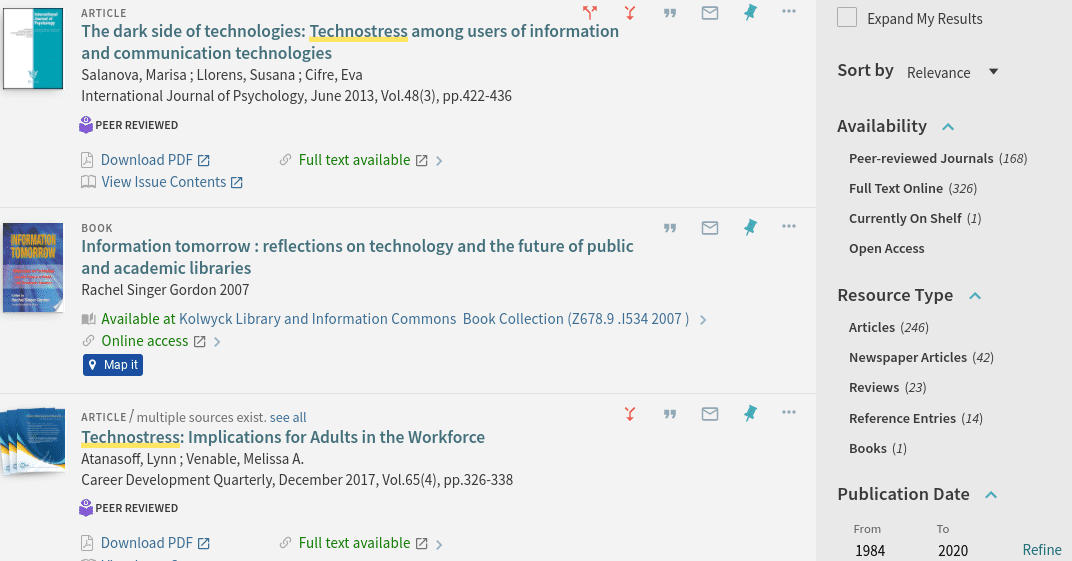 ARTICLE
The dark side of technologies: Technostress among users of information
and communication technologies
Salanova, Marisa ; Llorens, Susana ; Cifre, Eva
International Journal of Psychology, June 2013, Vol.48(3), pp.422-436
PEER REVIEWED
Download PDF
Full text available
View Issue Contents
BOOK
INFORMATION
TOMORROW
Information tomorrow : reflections on technology and the future of public
and academic libraries
Rachel Singer Gordon 2007
Available at Kolwyck Library and Information Commons Book Collection (Z678.9 .I534 2007 )
Online access
Map it
ARTICLE / multiple sources exist. see all
Technostress: Implications for Adults in the Workforce
Atanasoff, Lynn ; Venable, Melissa A.
Career Development Quarterly, December 2017, Vol.65(4), pp.326-338
PEER REVIEWED
Download PDF
Full text available
Expand My Results
Sort by Relevance
Availability
Peer-reviewed Journals (168)
Full Text Online (326)
Currently On Shelf (1)
Open Access
Resource Type
Articles (246)
Newspaper Articles (42)
Reviews (23)
Reference Entries (14)
Books (1)
Publication Date
From
To
1984
2020
Refine